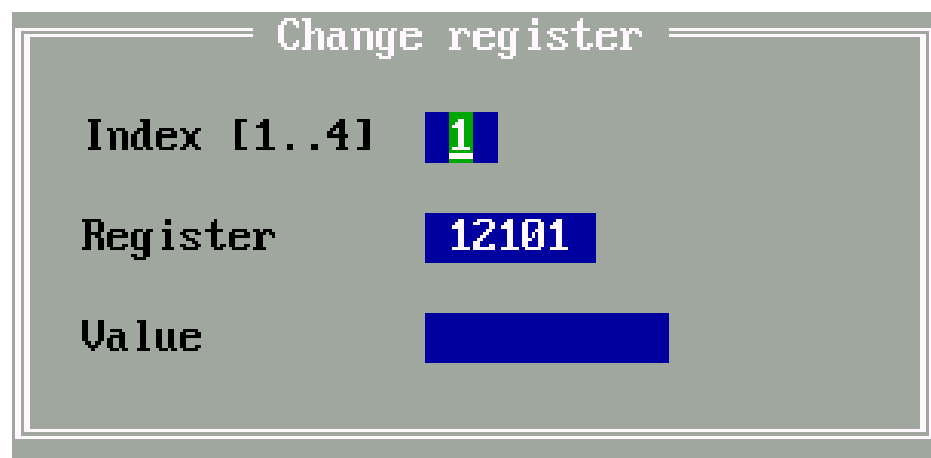 Change register
Index [1..4] 1
Register 12101
Value